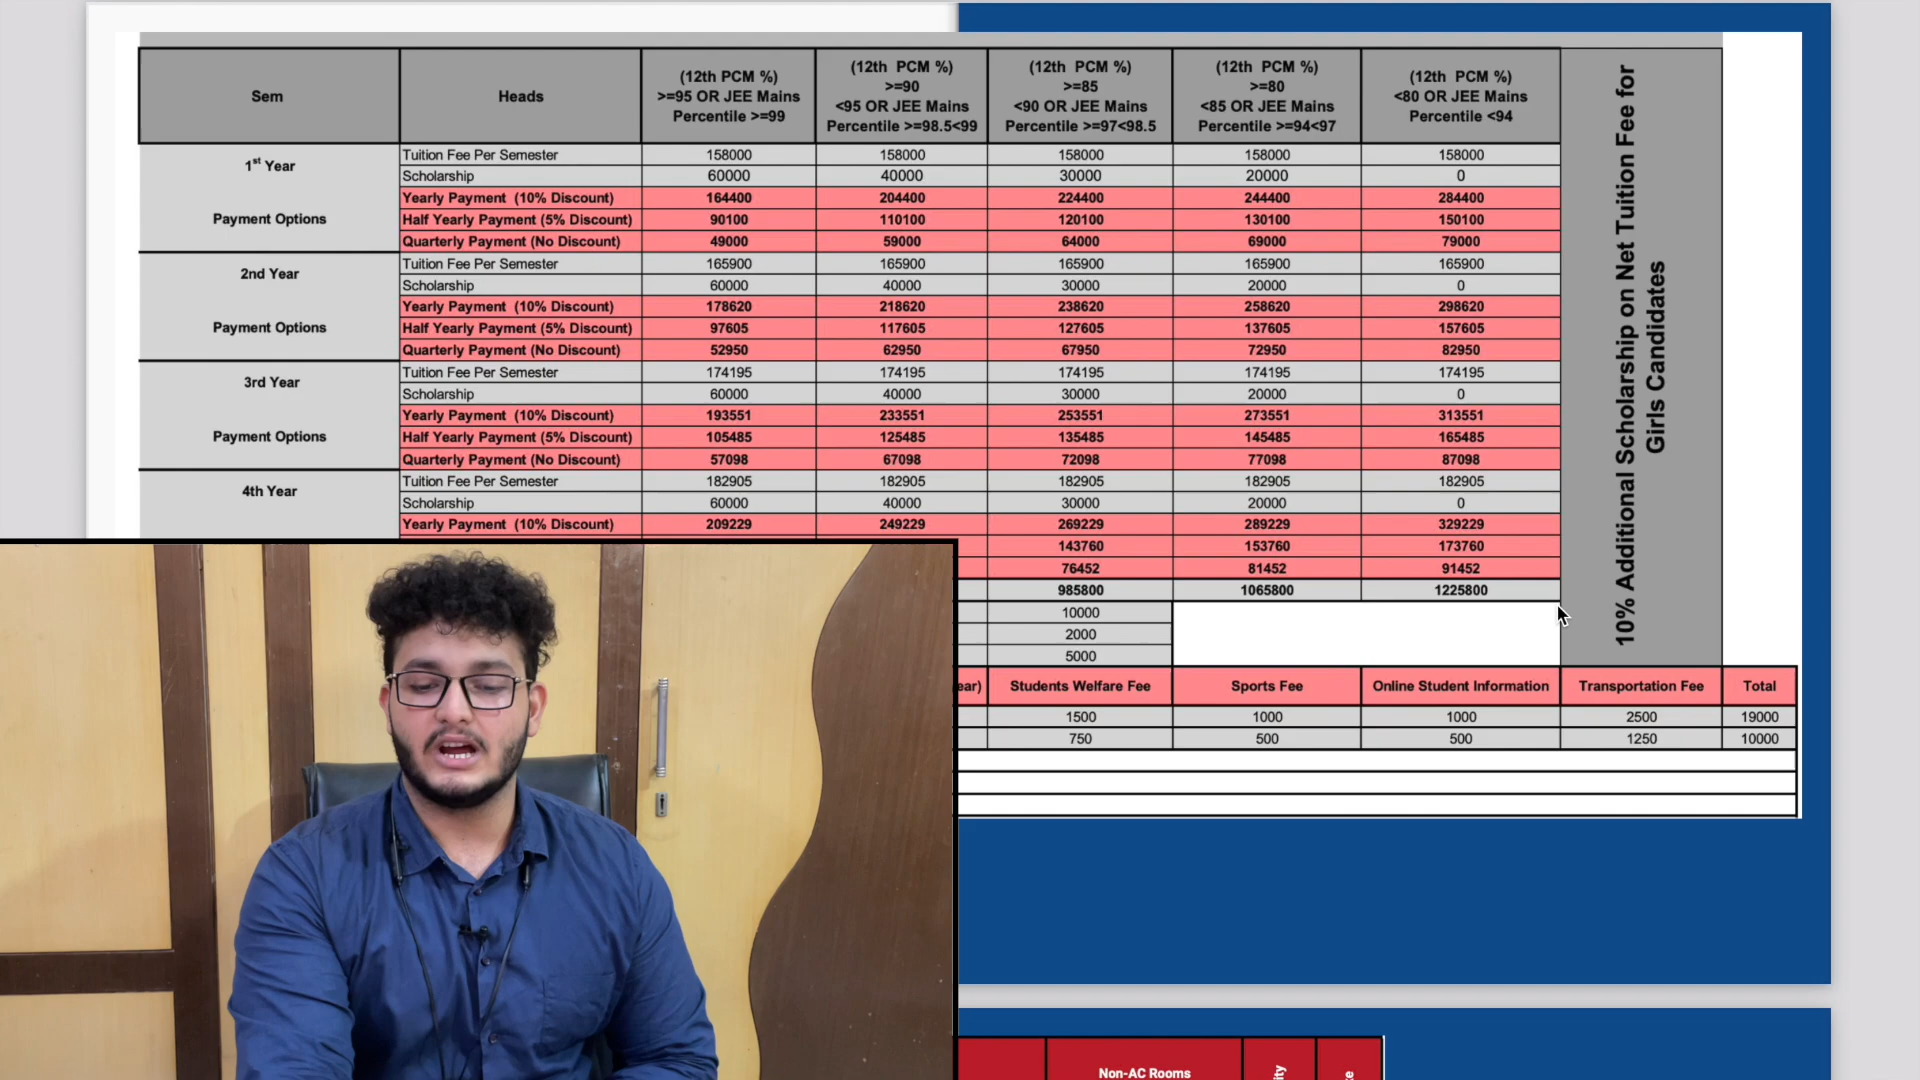 Sem
Heads
(12th PCM %)
>=95 OR JEE Mains
Percentile >=99
(12th PCM %)
>=90
<95 OR JEE Mains
Percentile >=98.5<99
(12th PCM %)
>=85
<90 OR JEE Mains
Percentile >=97<98.5
(12th PCM %)
>=80
<85 OR JEE Mains
Percentile >=94<97
(12th PCM %)
<80 OR JEE Mains
Percentile <94
10% Additional Scholarship on Net Tuition Fee for
Girls Candidates
1st Year
Payment Options
Tuition Fee Per Semester 158000 158000 158000 158000 158000
Scholarship 60000 40000 30000 20000 0
Yearly Payment (10% Discount) 164400 204400 224400 244400 284400
Half Yearly Payment (5% Discount) 90100 110100 120100 130100 150100
Quarterly Payment (No Discount) 49000 59000 64000 69000 79000
2nd Year
Payment Options
Tuition Fee Per Semester 165900 165900 165900 165900 165900
Scholarship 60000 40000 30000 20000 0
Yearly Payment (10% Discount) 178620 218620 238620 258620 298620
Half Yearly Payment (5% Discount) 97605 117605 127605 137605 157605
Quarterly Payment (No Discount) 52950 62950 67950 72950 82950
3rd Year
Payment Options
Tuition Fee Per Semester 174195 174195 174195 174195 174195
Scholarship 60000 40000 30000 20000 0
Yearly Payment (10% Discount) 193551 233551 253551 273551 313551
Half Yearly Payment (5% Discount) 105485 125485 135485 145485 165485
Quarterly Payment (No Discount) 57098 67098 72098 77098 87098
4th Year
Tuition Fee Per Semester 182905 182905 182905 182905 182905
Scholarship 60000 40000 30000 20000 0
Yearly Payment (10% Discount) 209229 249229 269229 289229 329229
143760 153760 173760
76452 81452 91452
985800 1065800 1225800
10000
2000
5000
ear) Students Welfare Fee Sports Fee Online Student Information Transportation Fee Total
1500 1000 1000 2500 19000
750 500 500 1250 10000
Non-AC Rooms
ity